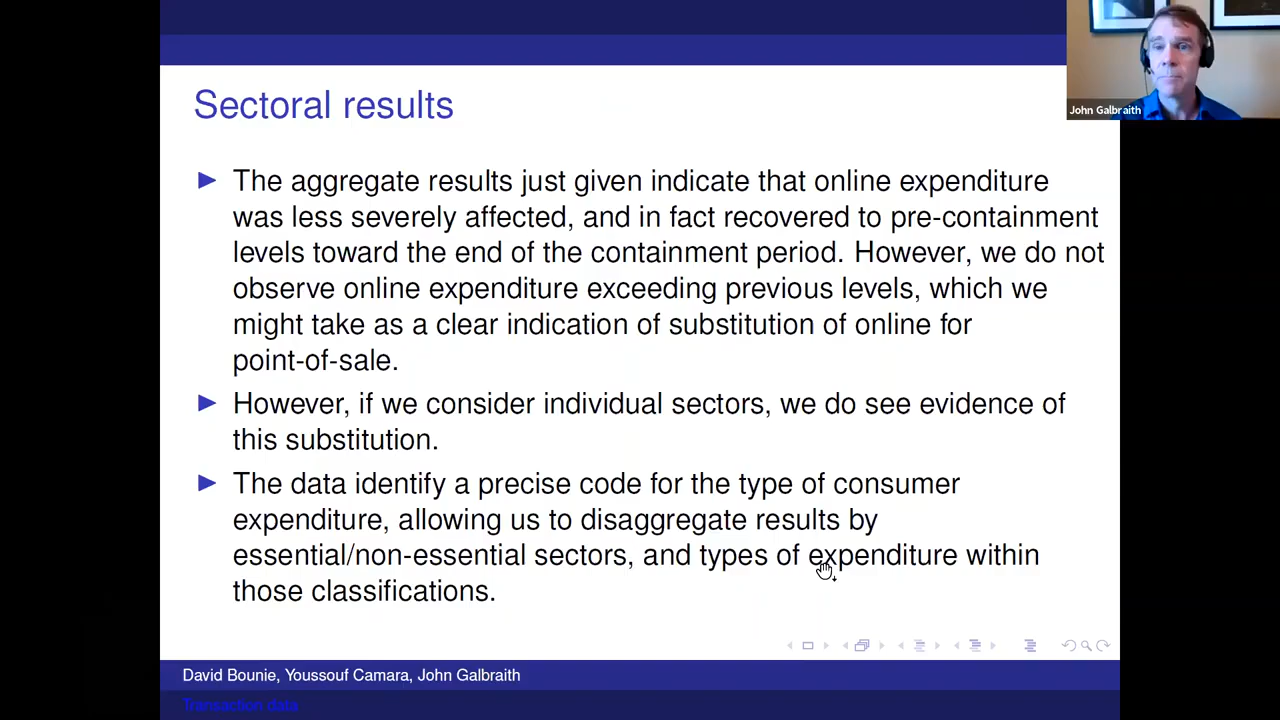 John Galbraith
Sectoral results
The aggregate results just given indicate that online expenditure
was less severely affected, and in fact recovered to pre-containment
levels toward the end of the containment period. However, we do not
observe online expenditure exceeding previous levels, which we
might take as a clear indication of substitution of online for
point-of-sale.
However, if we consider individual sectors, we do see evidence of
this substitution.
The data identify a precise code for the type of consumer
expenditure, allowing us to disaggregate results by
essential/non-essential sectors, and types of expenditure within
those classifications.
David Bounie, Youssouf Camara, John Galbraith
Transaction data